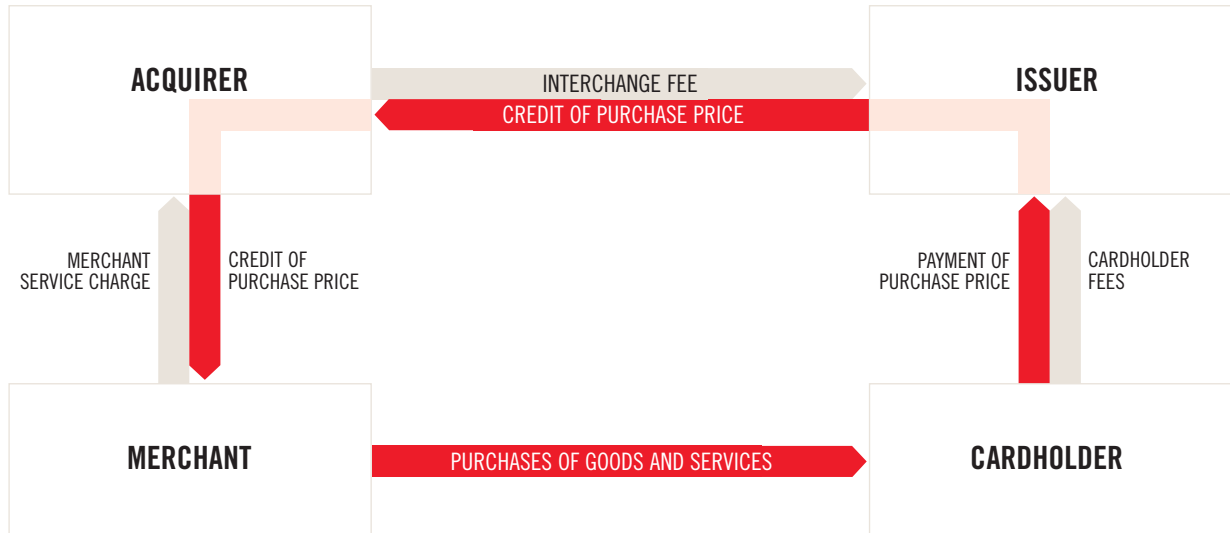 ACQUIRER
INTERCHANGE FEE
ISSUER
CREDIT OF PURCHASE PRICE
MERCHANT
SERVICE CHARGE
CREDIT OF
PURCHASE PRICE
PAYMENT OF
PURCHASE PRICE
CARDHOLDER
FEES
MERCHANT
PURCHASES OF GOODS AND SERVICES
CARDHOLDER